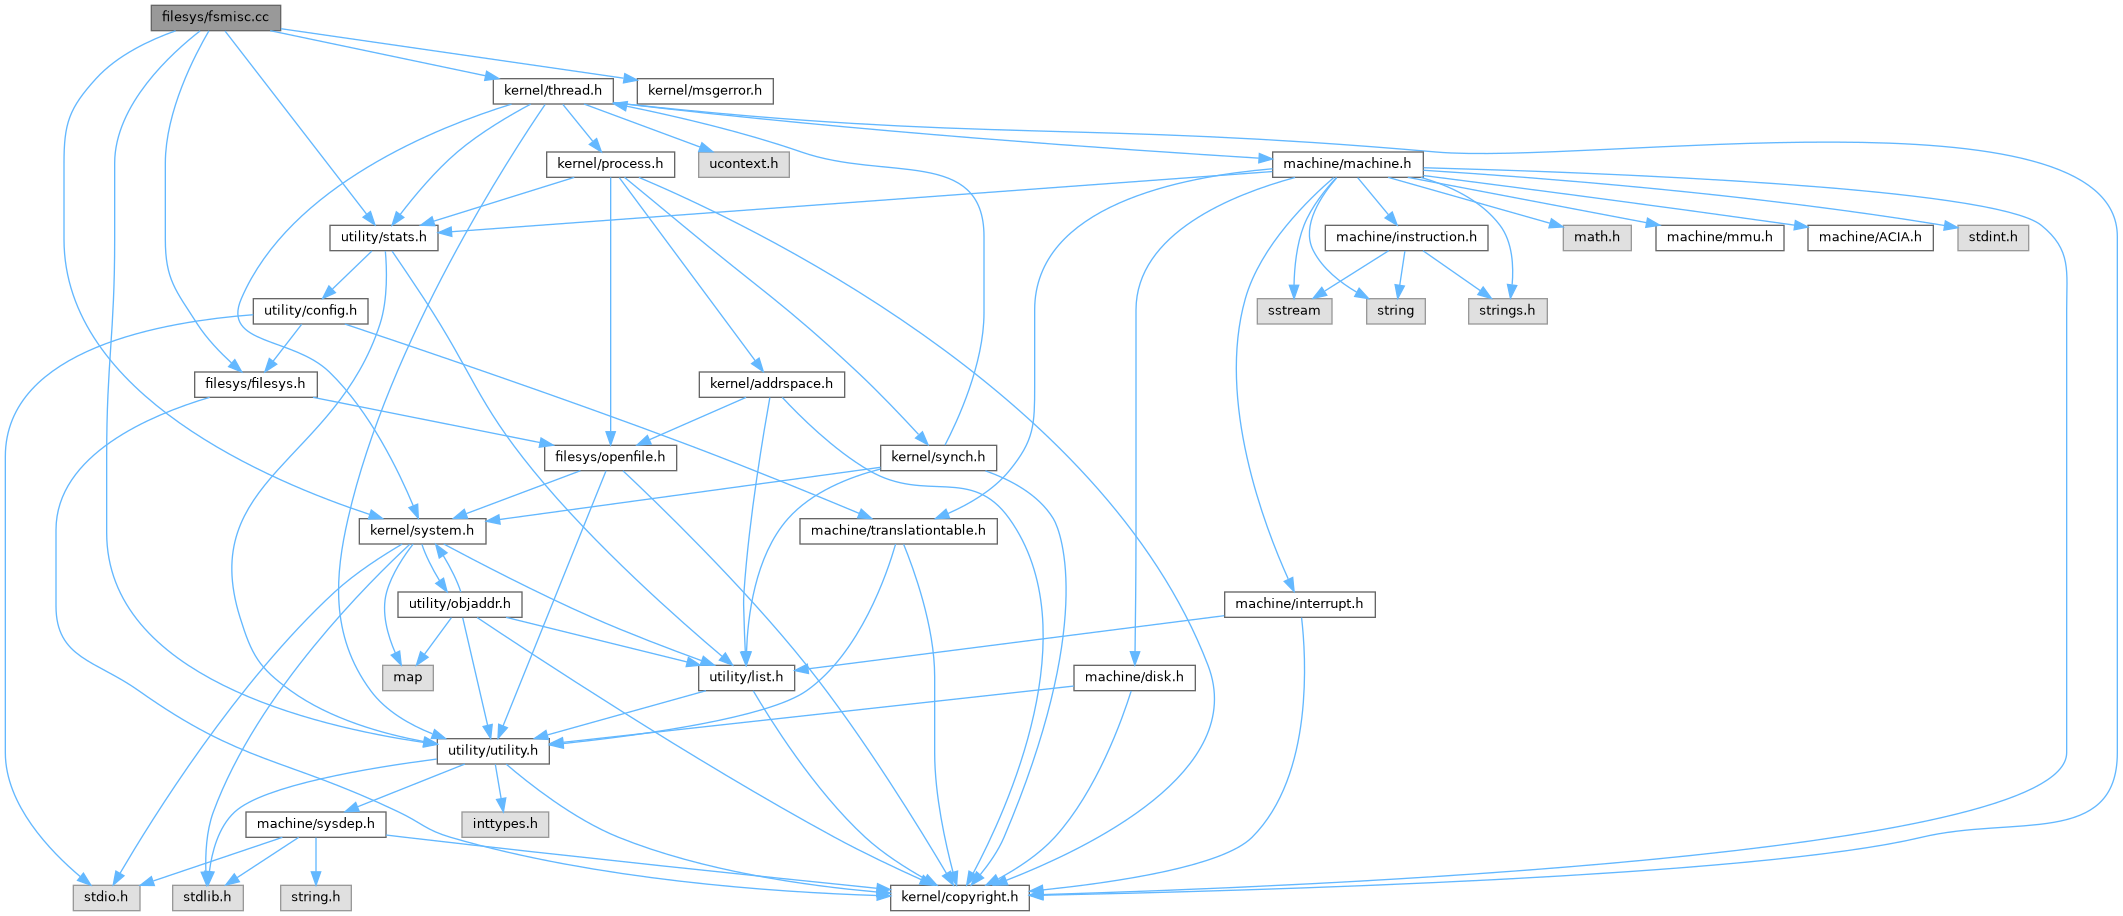 filesys/fsmisc.cc
kernel/thread.h
kernel/msgerror.h
kernel/process.h
ucontext.h
machine/machine.h
utility/stats.h
machine/instruction.h
math.h
machine/mmu.h
machine/ACIA.h
stdint.h
utility/config.h
sstream
string
strings.h
filesys/filesys.h
kernel/addrspace.h
filesys/openfile.h
kernel/synch.h
kernel/system.h
machine/translationtable.h
utility/objaddr.h
machine/interrupt.h
map
utility/list.h
machine/disk.h
utility/utility.h
machine/sysdep.h
inttypes.h
stdio.h
stdlib.h
string.h
kernel/copyright.h